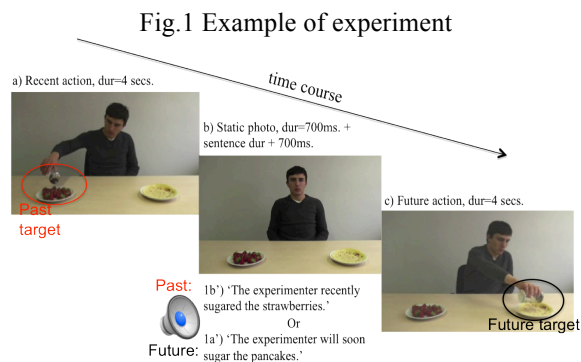 Fig.1 Example of experiment
time course
a) Recent action, dur=4 secs.
Past
target
b) Static photo, dur=700ms. +
sentence dur + 700ms.
c) Future action, dur=4 secs.
Future target
Past:
1b’) ‘The experimenter recently
sugared the strawberries.’
Or
Future:
1a’) ‘The experimenter will soon
sugar the pancakes.’